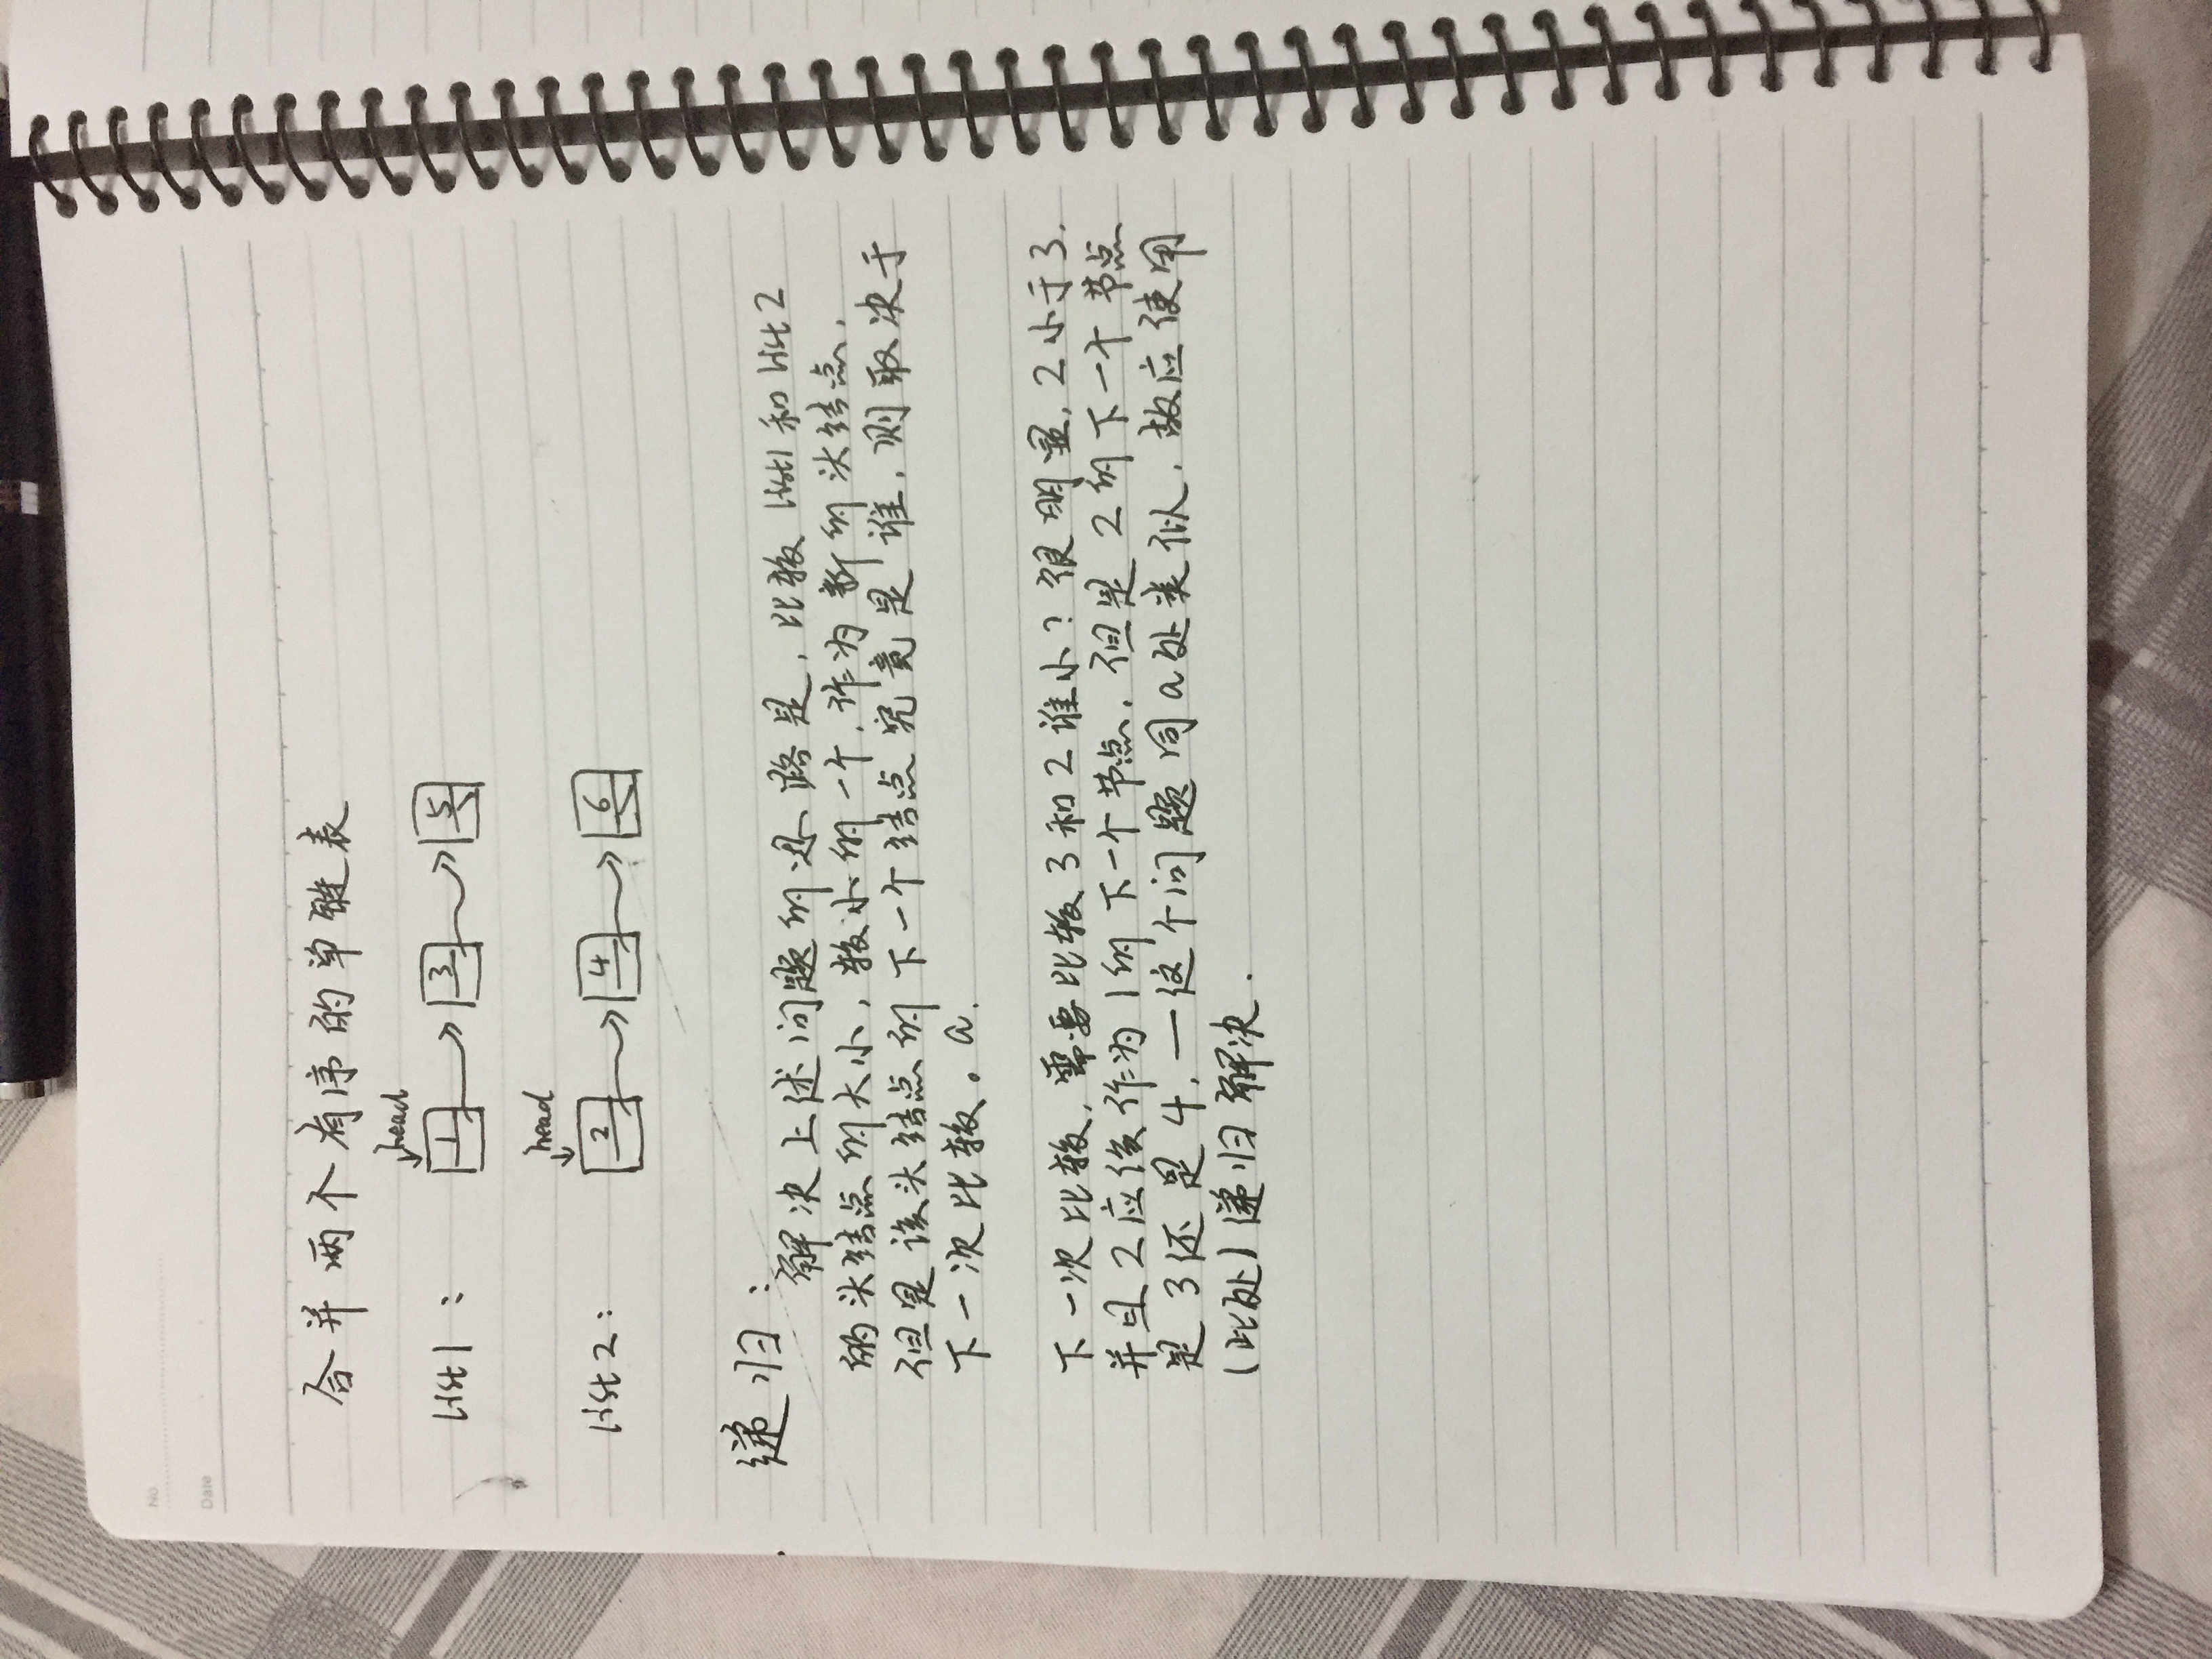 No
Date
合并两个有序的单链表
head
list1: 1 3 5
head
list2: 2 4 6
递归:
解决上述问题的思路是,比较list1和list2
的头结点的大小,较小的一个,作为新的头结点,
但是该头结点的下一个结点究竟是谁,则取决于
下一次比较。a.
下一次比较,需要比较3和2谁小?很明显,2小于3.
并且2应该作为1的下一个节点,但是2的下一个节点
是3还是4,一这个问题同a处类似,故应使用
(此处)递归解决.